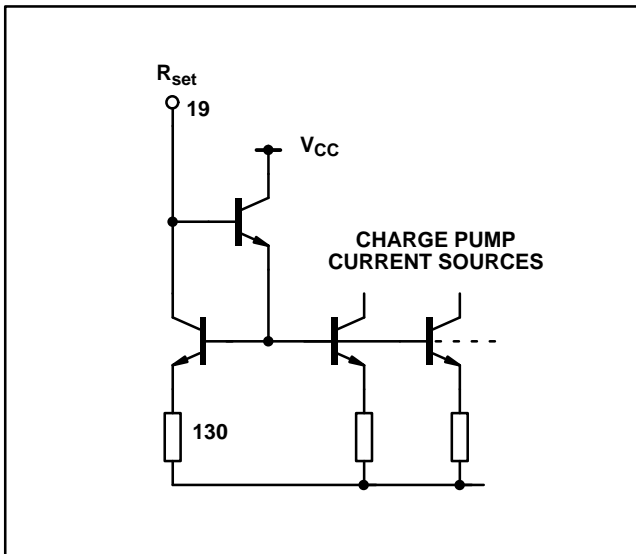 Rset
19
VCC
CHARGE PUMP
CURRENT SOURCES
130